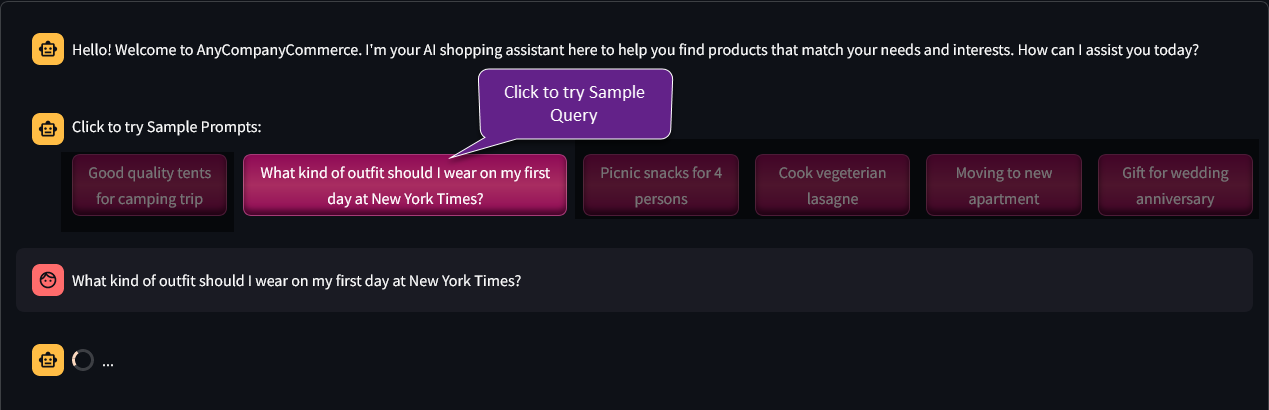 Hello! Welcome to AnyCompanyCommerce. I'm your AI shopping assistant here to help you find products that match your needs and interests. How can I assist you today?
Click to try Sample
Query
Click to try Sample Prompts:
Good quality tents
for camping trip
What kind of outfit should I wear on my first
day at New York Times?
Picnic snacks for 4
persons
Cook vegeterian
lasagne
Moving to new
apartment
Gift for wedding
anniversary
What kind of outfit should I wear on my first day at New York Times?
...